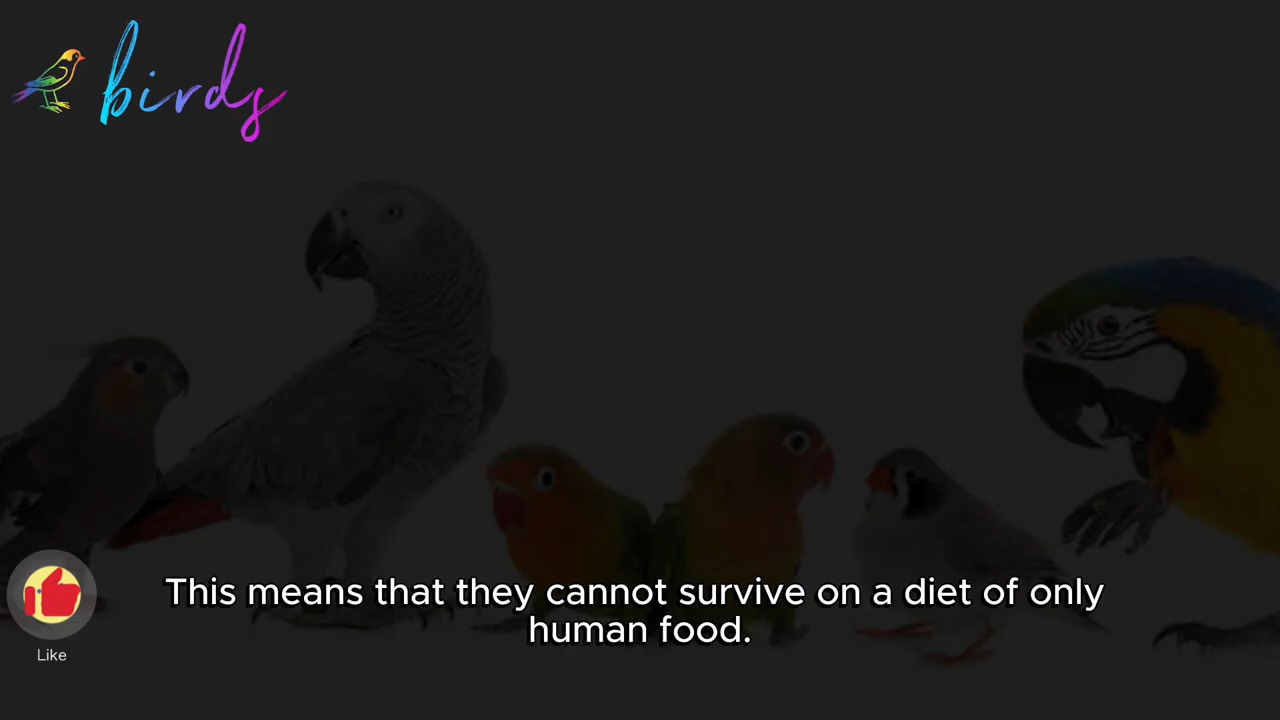 birds
This means that they cannot survive on a diet of only
human food.
Like